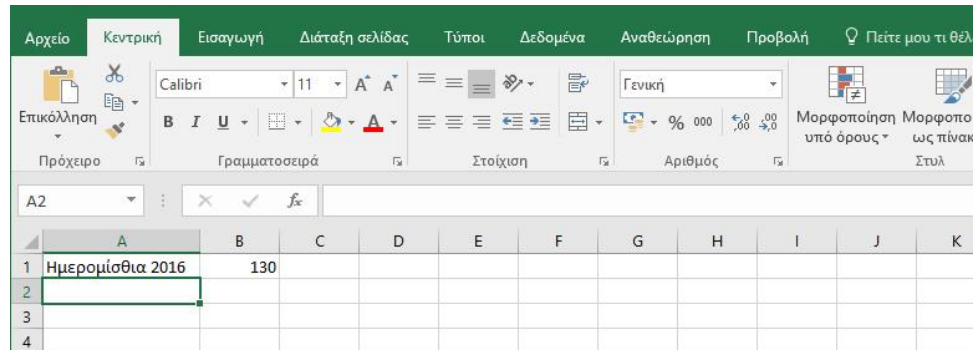 Αρχείο Κεντρική Εισαγωγή Διάταξη σελίδας Τύποι Δεδομένα Αναθεώρηση Προβολή Πείτε μου τι θέλ
Επικόλληση
Calibri 11 A A
Γενική
B I U A
% 000 ,00 ,00
Μορφοποίηση υπό όρους
Μορφοπο ως πίνακ
Πρόχειρο Γραμματοσειρά Στοίχιση Αριθμός Στυλ
A2 fx
A B C D E F G H I J K
1 Ημερομίσθια 2016 130
2
3
4